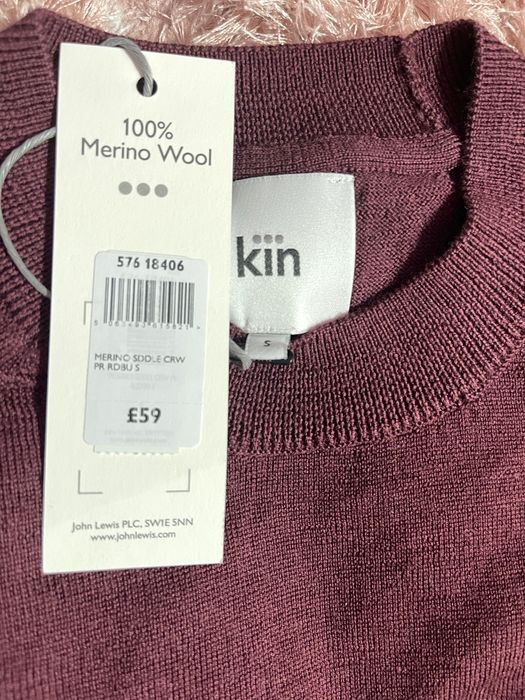 100%
Merino Wool
576 18406
MERINO SDDLE CRW
PR RDBU S
£59
John Lewis PLC, SW1E 5NN
www.johnlewis.com
kin
S